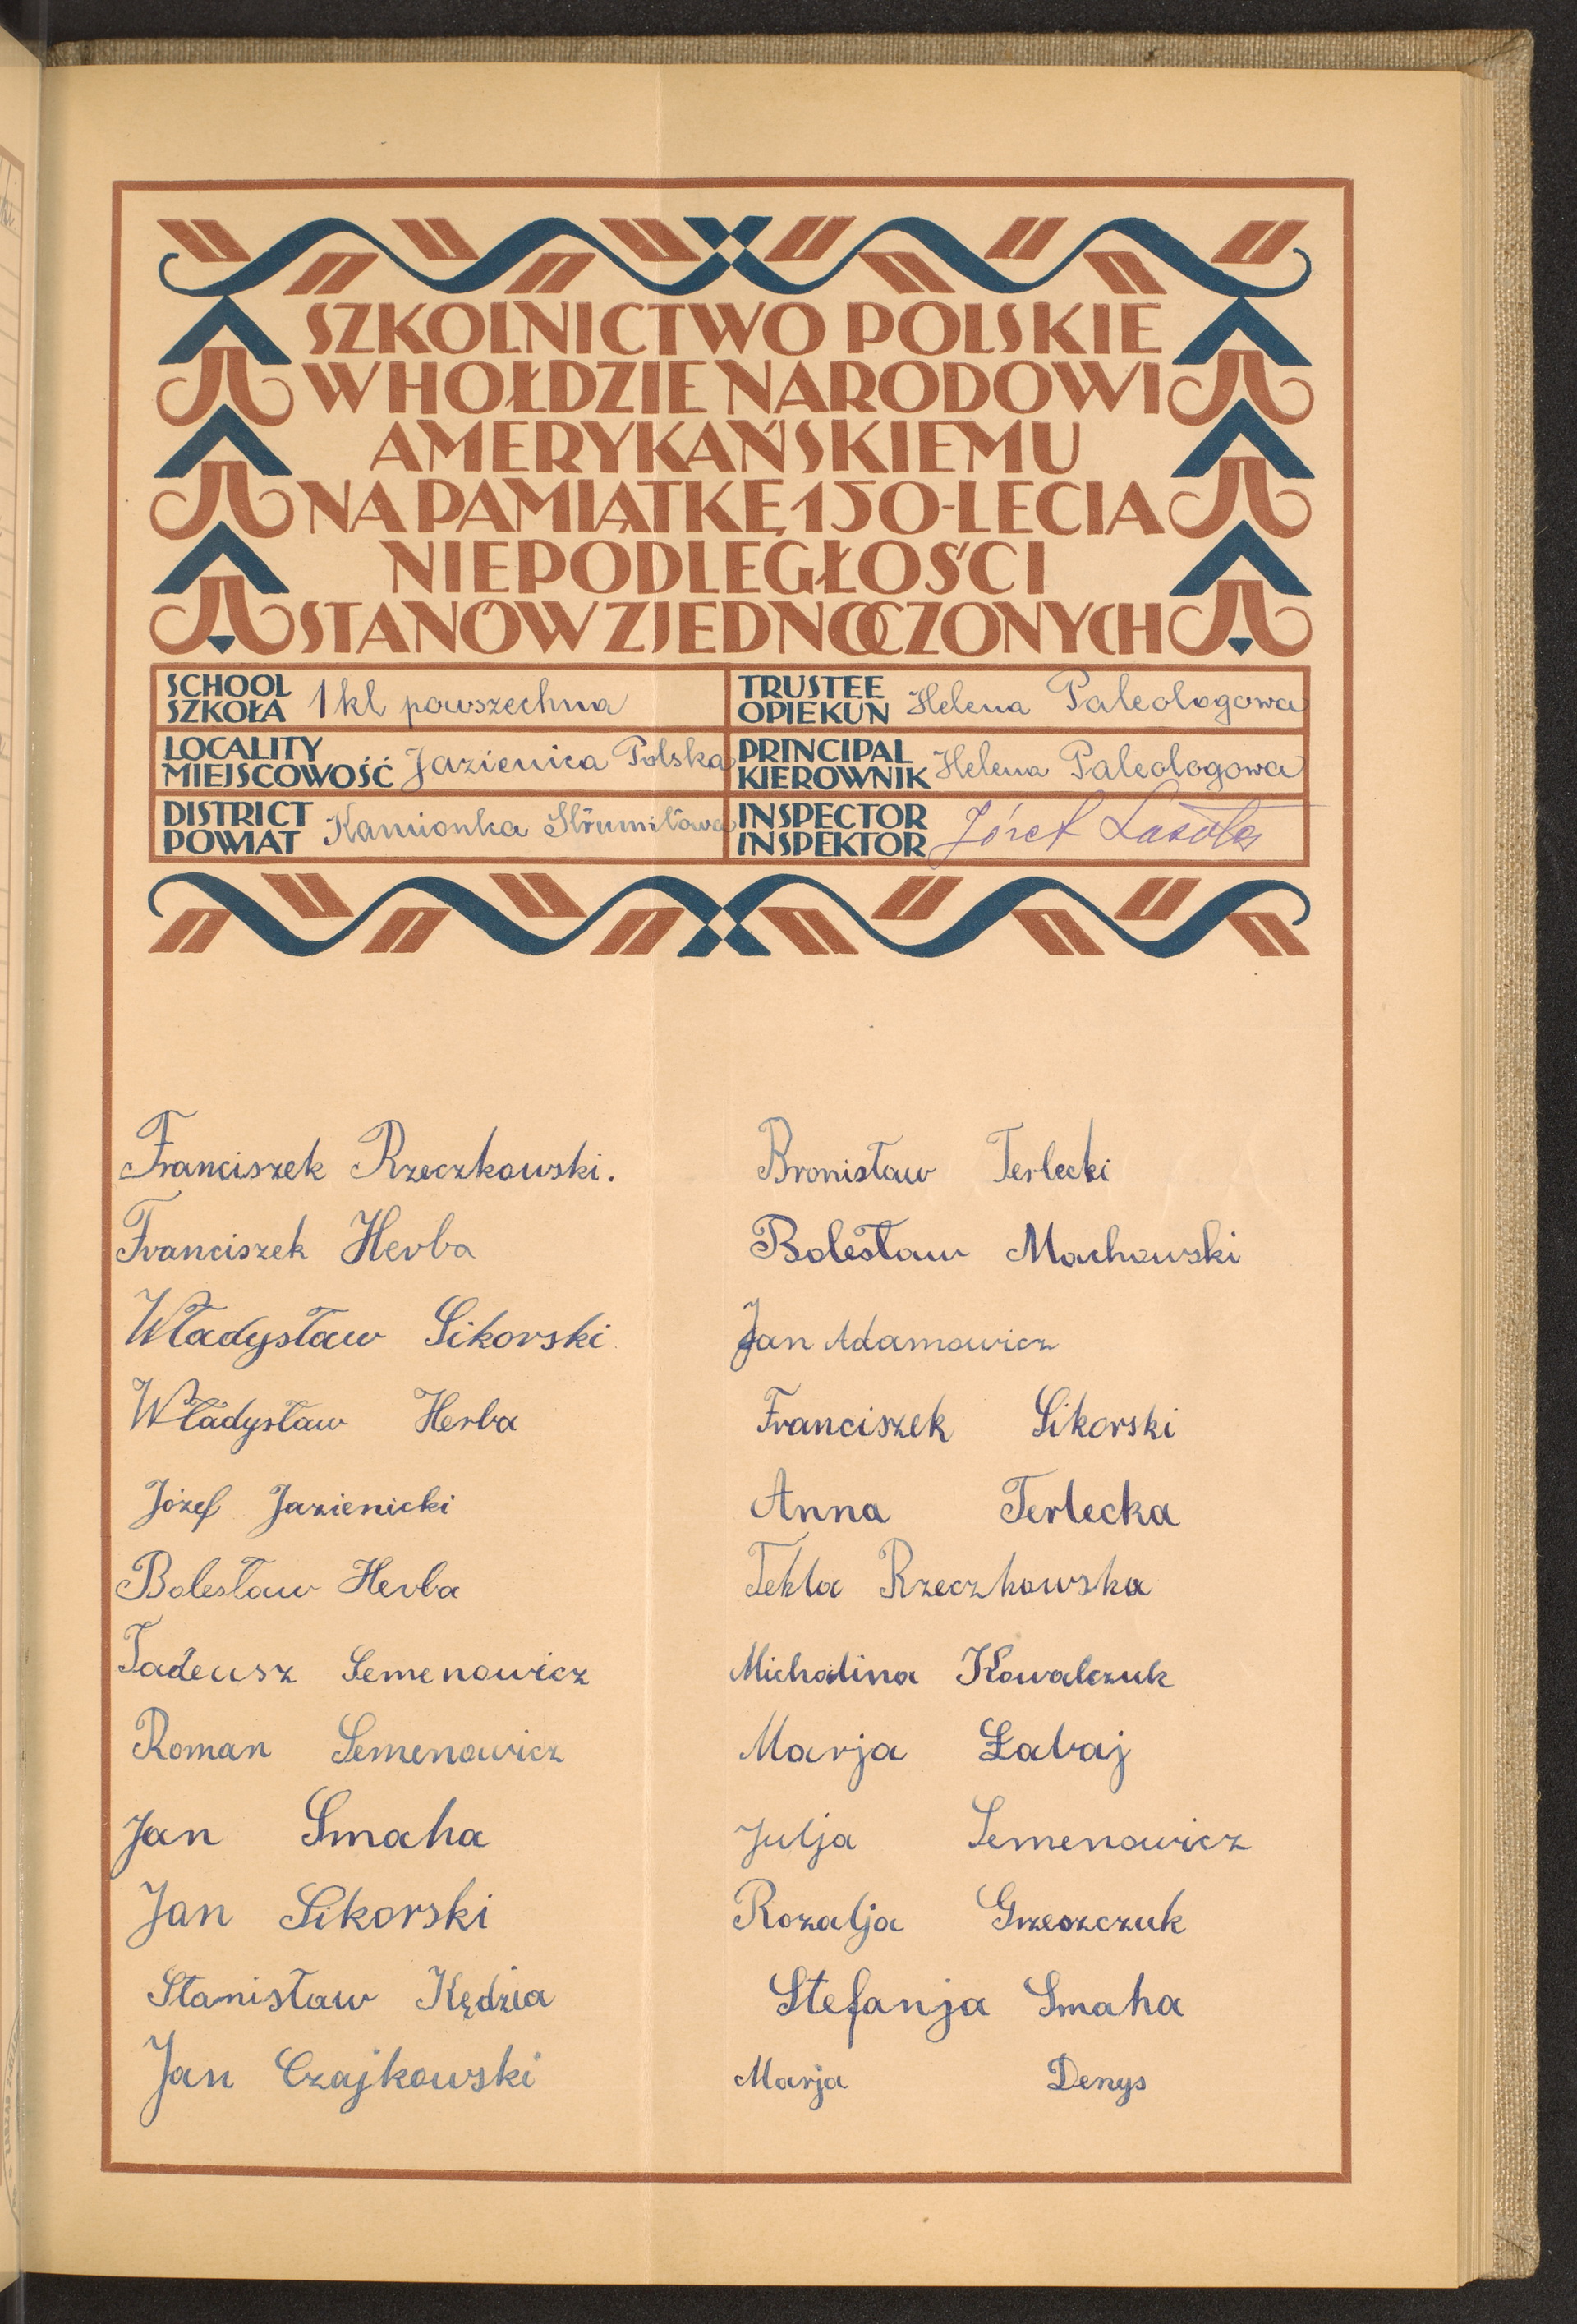 SZKOLNICTWO POLSKIE
W HOŁDZIE NARODOWI
AMERYKAŃSKIEMU
NA PAMIĄTKĘ 150-LECIA
NIEPODLEGŁOŚCI
STANÓW ZJEDNOCZONYCH
SCHOOL
SZKOŁA 1 kl powszechna
TRUSTEE
OPIEKUN Helena Paleologowa
LOCALITY
MIEJSCOWOŚĆ Jazienica Polska
PRINCIPAL
KIEROWNIK Helena Paleologowa
DISTRICT
POWIAT Kamionka Strumiłowa
INSPECTOR
INSPEKTOR Józef Lasota
Franciszek Rzeczkowski.
Franciszek Herba
Władysław Sikorski
Władysław Herba
Józef Jazienicki
Bolesław Herba
Tadeusz Semenowicz
Roman Semenowicz
Jan Smaha
Jan Sikorski
Stanisław Kędzia
Jan Czajkowski
Bronisław Terlecki
Bolesław Machowski
Jan Adamowicz
Franciszek Sikorski
Anna Terlecka
Tekla Rzeczkowska
Michalina Kowalczuk
Marja Łabaj
Julja Semenowicz
Rozalja Grzeszczuk
Stefanja Smaha
Marja Denys